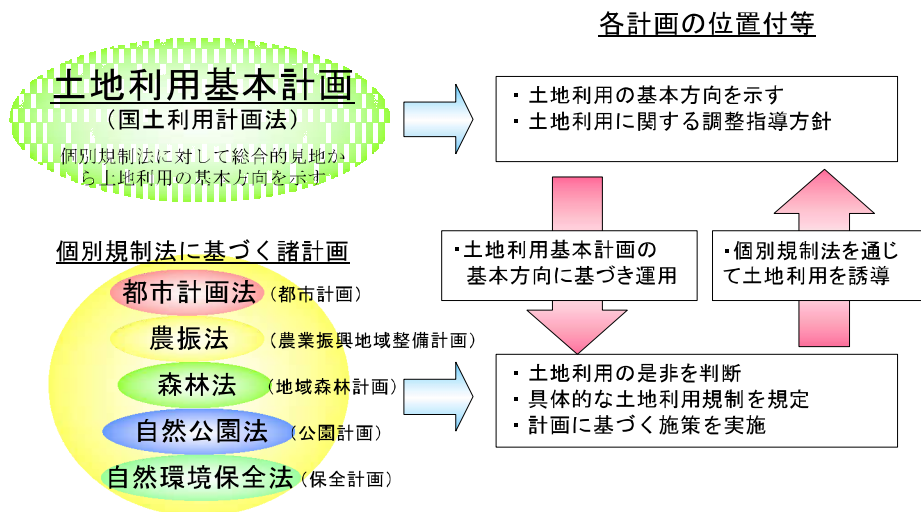 各計画の位置付等
土地利用基本計画
(国土利用計画法)
個別規制法に対して総合的見地か
ら土地利用の基本方向を示す
・土地利用の基本方向を示す
・土地利用に関する調整指導方針
・土地利用基本計画の
基本方向に基づき運用
・個別規制法を通じ
て土地利用を誘導
個別規制法に基づく諸計画
都市計画法(都市計画)
農振法(農業振興地域整備計画)
森林法(地域森林計画)
自然公園法(公園計画)
自然環境保全法(保全計画)
・土地利用の是非を判断
・具体的な土地利用規制を規定
・計画に基づく施策を実施